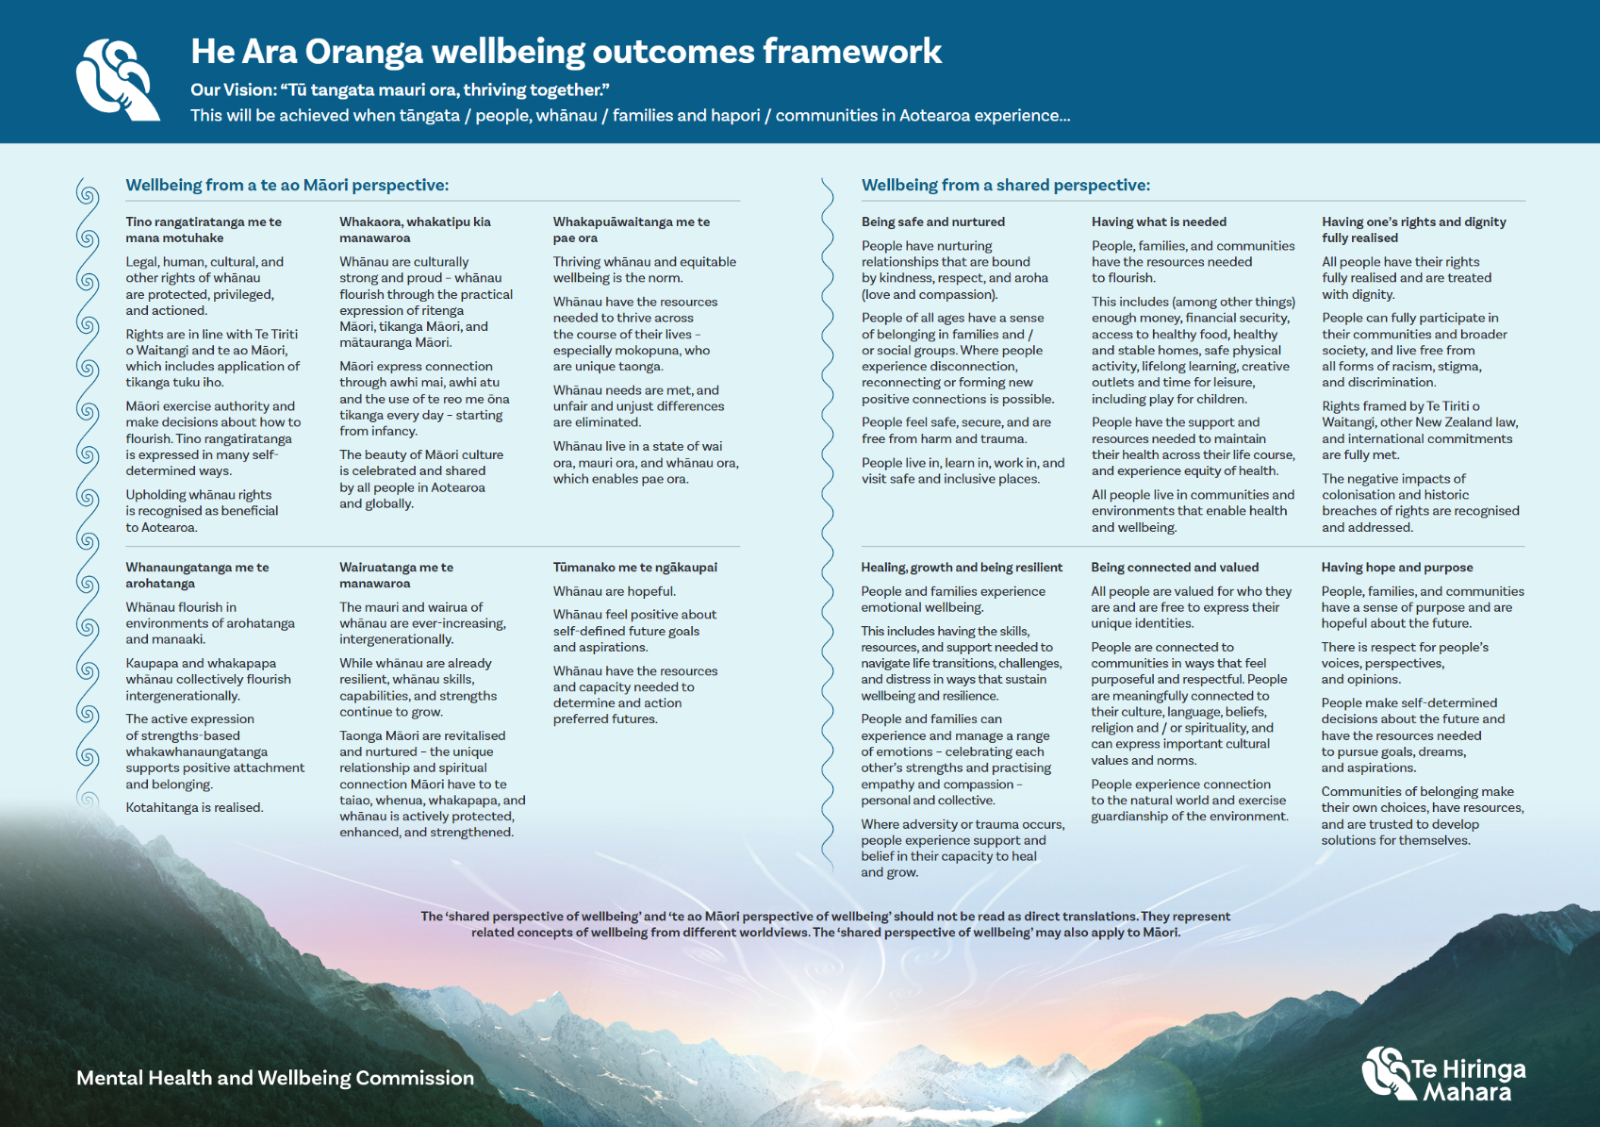 He Ara Oranga wellbeing outcomes framework
Our Vision: “Tū tangata mauri ora, thriving together.”
This will be achieved when tāngata / people, whānau / families and hapori / communities in Aotearoa experience...
Wellbeing from a te ao Māori perspective:
Tino rangatiratanga me te
mana motuhake
Legal, human, cultural, and
other rights of whānau
are protected, privileged,
and actioned.
Rights are in line with Te Tiriti
o Waitangi and te ao Māori,
which includes application of
tikanga tuku iho.
Māori exercise authority and
make decisions about how to
flourish. Tino rangatiratanga
is expressed in many self-
determined ways.
Upholding whānau rights
is recognised as beneficial
to Aotearoa.
Whakaora, whakatipu kia
manawaroa
Whānau are culturally
strong and proud – whānau
flourish through the practical
expression of ritenga
Māori, tikanga Māori, and
mātauranga Māori.
Māori express connection
through awhi mai, awhi atu
and the use of te reo me ōna
tikanga every day – starting
from infancy.
The beauty of Māori culture
is celebrated and shared
by all people in Aotearoa
and globally.
Whakapuāwaitanga me te
pae ora
Thriving whānau and equitable
wellbeing is the norm.
Whānau have the resources
needed to thrive across
the course of their lives –
especially mokopuna, who
are unique taonga.
Whānau needs are met, and
unfair and unjust differences
are eliminated.
Whānau live in a state of wai
ora, mauri ora, and whānau ora,
which enables pae ora.
Whanaungatanga me te
arohatanga
Whānau flourish in
environments of arohatanga
and manaaki.
Kaupapa and whakapapa
whānau collectively flourish
intergenerationally.
The active expression
of strengths-based
whakawhanaungatanga
supports positive attachment
and belonging.
Kotahitanga is realised.
Wairuatanga me te
manawaroa
The mauri and wairua of
whānau are ever-increasing,
intergenerationally.
While whānau are already
resilient, whānau skills,
capabilities, and strengths
continue to grow.
Taonga Māori are revitalised
and nurtured – the unique
relationship and spiritual
connection Māori have to te
taiao, whenua, whakapapa, and
whānau is actively protected,
enhanced, and strengthened.
Tūmanako me te ngākaupai
Whānau are hopeful.
Whānau feel positive about
self-defined future goals
and aspirations.
Whānau have the resources
and capacity needed to
determine and action
preferred futures.
Wellbeing from a shared perspective:
Being safe and nurtured
People have nurturing
relationships that are bound
by kindness, respect, and aroha
(love and compassion).
People of all ages have a sense
of belonging in families and /
or social groups. Where people
experience disconnection,
reconnecting or forming new
positive connections is possible.
People feel safe, secure, and are
free from harm and trauma.
People live in, learn in, work in, and
visit safe and inclusive places.
Having what is needed
People, families, and communities
have the resources needed
to flourish.
This includes (among other things)
enough money, financial security,
access to healthy food, healthy
and stable homes, safe physical
activity, lifelong learning, creative
outlets and time for leisure,
including play for children.
People have the support and
resources needed to maintain
their health across their life course,
and experience equity of health.
All people live in communities and
environments that enable health
and wellbeing.
Having one’s rights and dignity
fully realised
All people have their rights
fully realised and are treated
with dignity.
People can fully participate in
their communities and broader
society, and live free from
all forms of racism, stigma,
and discrimination.
Rights framed by Te Tiriti o
Waitangi, other New Zealand law,
and international commitments
are fully met.
The negative impacts of
colonisation and historic
breaches of rights are recognised
and addressed.
Healing, growth and being resilient
People and families experience
emotional wellbeing.
This includes having the skills,
resources, and support needed to
navigate life transitions, challenges,
and distress in ways that sustain
wellbeing and resilience.
People and families can
experience and manage a range
of emotions – celebrating each
other’s strengths and practising
empathy and compassion –
personal and collective.
Where adversity or trauma occurs,
people experience support and
belief in their capacity to heal
and grow.
Being connected and valued
All people are valued for who they
are and are free to express their
unique identities.
People are connected to
communities in ways that feel
purposeful and respectful. People
are meaningfully connected to
their culture, language, beliefs,
religion and / or spirituality, and
can express important cultural
values and norms.
People experience connection
to the natural world and exercise
guardianship of the environment.
Having hope and purpose
People, families, and communities
have a sense of purpose and are
hopeful about the future.
There is respect for people’s
voices, perspectives,
and opinions.
People make self-determined
decisions about the future and
have the resources needed
to pursue goals, dreams,
and aspirations.
Communities of belonging make
their own choices, have resources,
and are trusted to develop
solutions for themselves.
The ‘shared perspective of wellbeing’ and ‘te ao Māori perspective of wellbeing’ should not be read as direct translations. They represent
related concepts of wellbeing from different worldviews. The ‘shared perspective of wellbeing’ may also apply to Māori.
Mental Health and Wellbeing Commission
Te Hiringa
Mahara